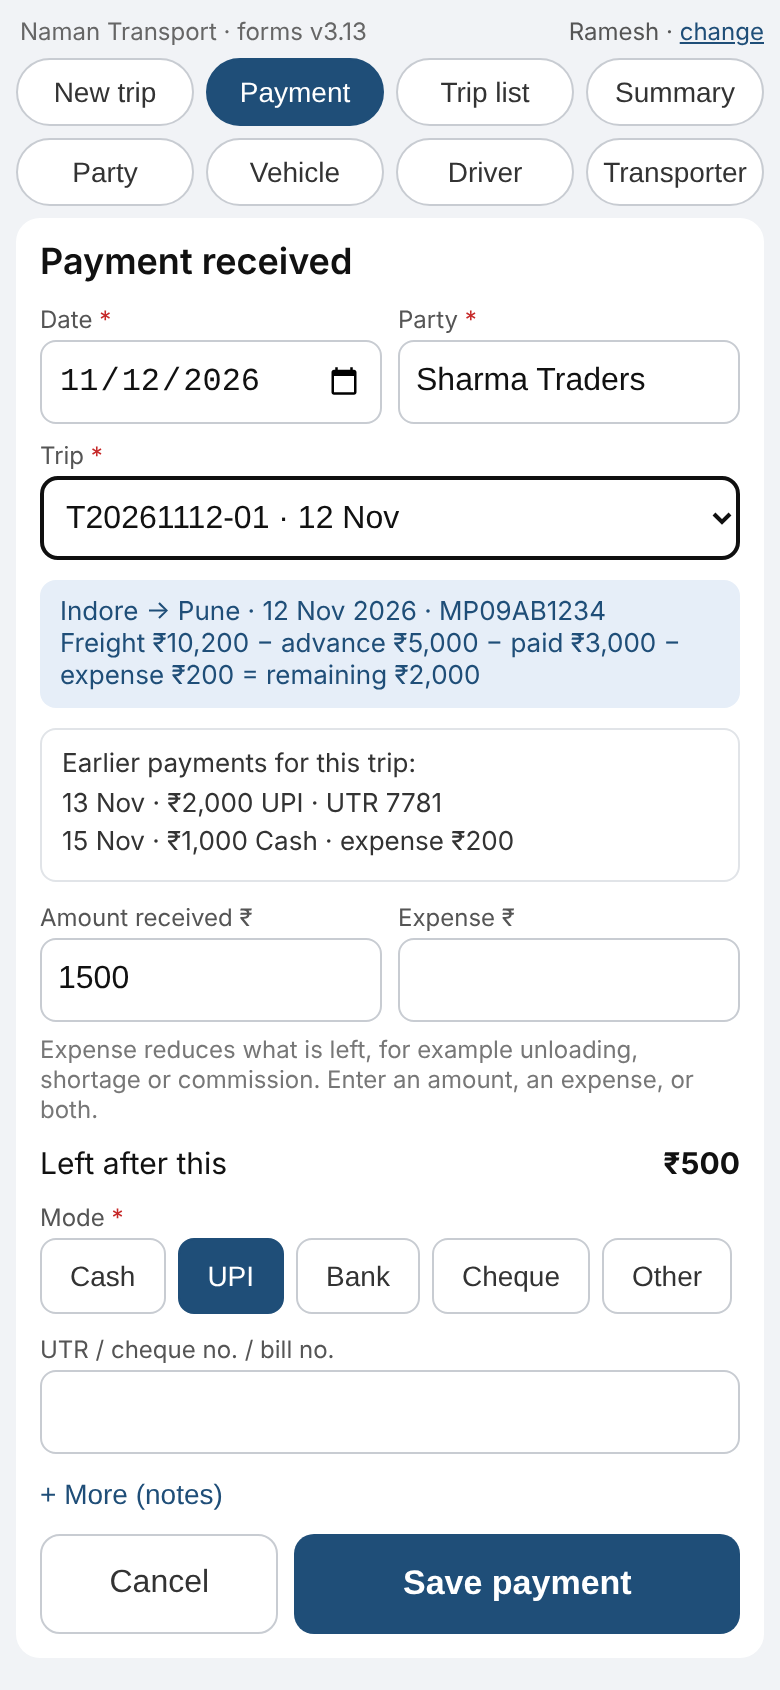 Naman Transport · forms v3.13
Ramesh · change
New trip
Payment
Trip list
Summary
Party
Vehicle
Driver
Transporter
Payment received
Date *
Party *
11/12/2026
Sharma Traders
Trip *
T20261112-01 · 12 Nov
Indore → Pune · 12 Nov 2026 · MP09AB1234
Freight ₹10,200 − advance ₹5,000 − paid ₹3,000 −
expense ₹200 = remaining ₹2,000
Earlier payments for this trip:
13 Nov · ₹2,000 UPI · UTR 7781
15 Nov · ₹1,000 Cash · expense ₹200
Amount received ₹
Expense ₹
1500
Expense reduces what is left, for example unloading,
shortage or commission. Enter an amount, an expense, or
both.
Left after this
₹500
Mode *
Cash
UPI
Bank
Cheque
Other
UTR / cheque no. / bill no.
+ More (notes)
Cancel
Save payment